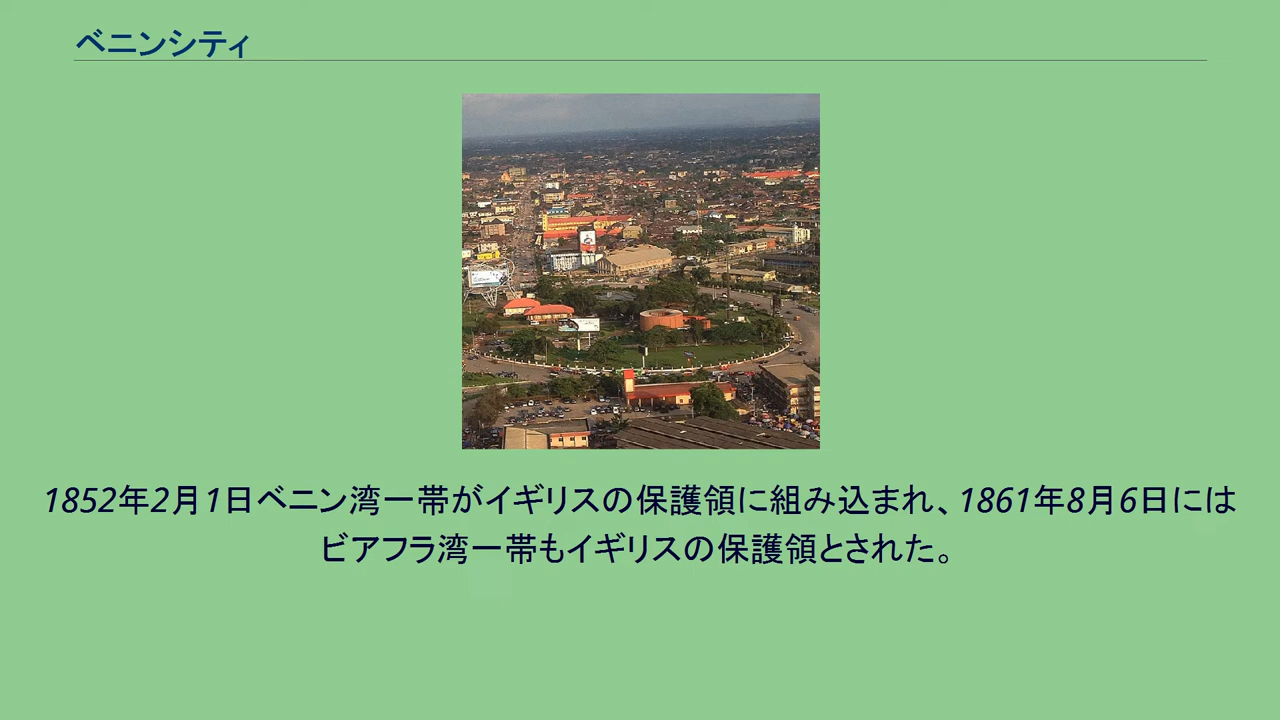 ベニンシティ
1852年2月1日ベニン湾一帯がイギリスの保護領に組み込まれ、1861年8月6日には
ビアフラ湾一帯もイギリスの保護領とされた。